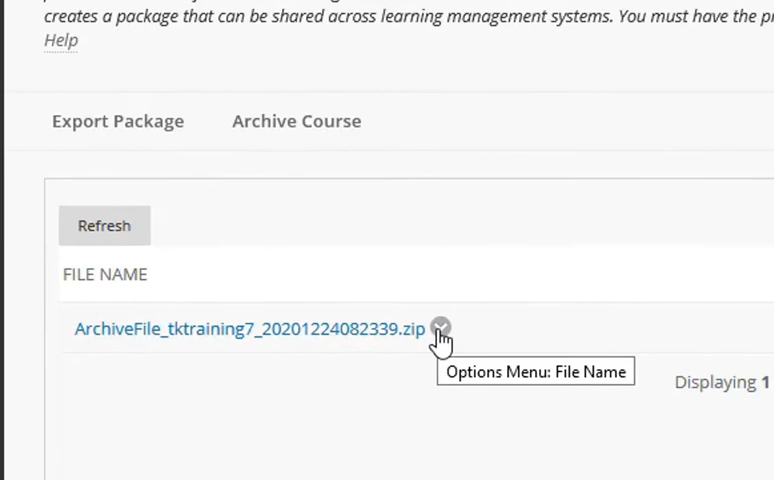 creates a package that can be shared across learning management systems. You must have the
Help
Export Package Archive Course
Refresh
FILE NAME
ArchiveFile_tktraining7_20201224082339.zip
Options Menu: File Name
Displaying 1